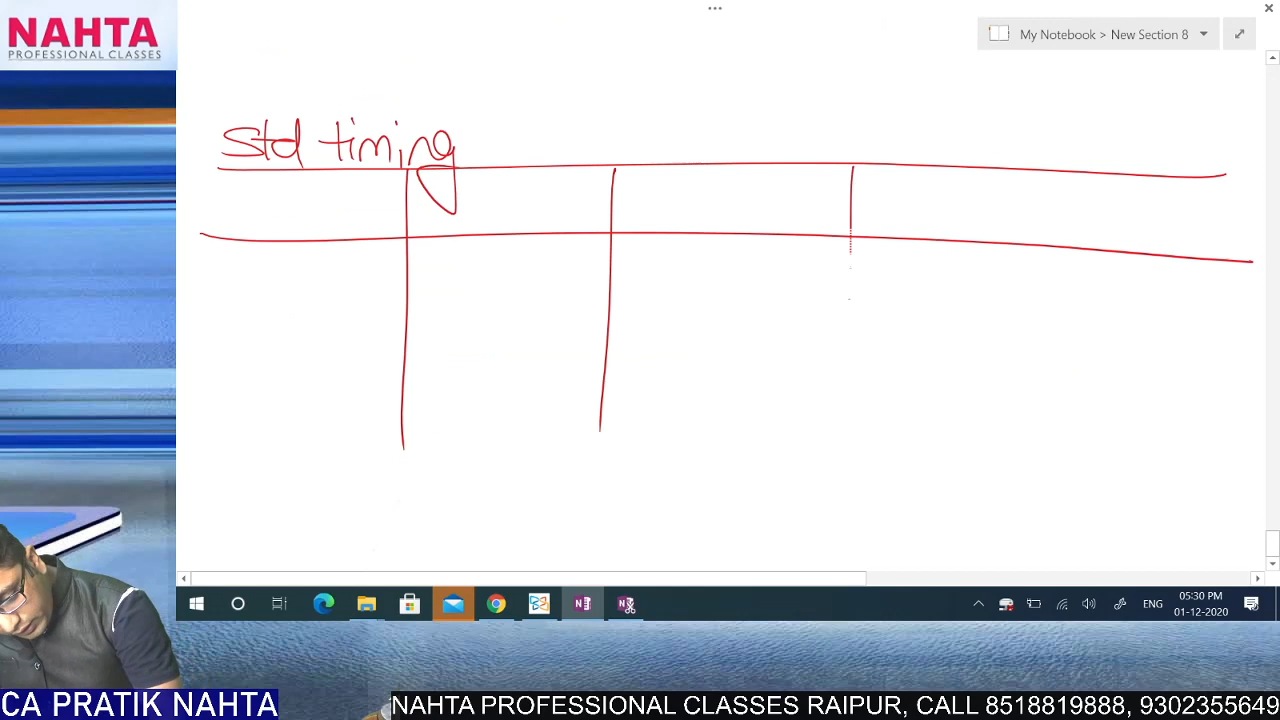 NAHTA
PROFESSIONAL CLASSES
My Notebook > New Section 8
Std timing
05:30 PM
ENG
01-12-2020
CA PRATIK NAHTA
NAHTA PROFESSIONAL CLASSES RAIPUR, CALL 8518819888, 9302355649